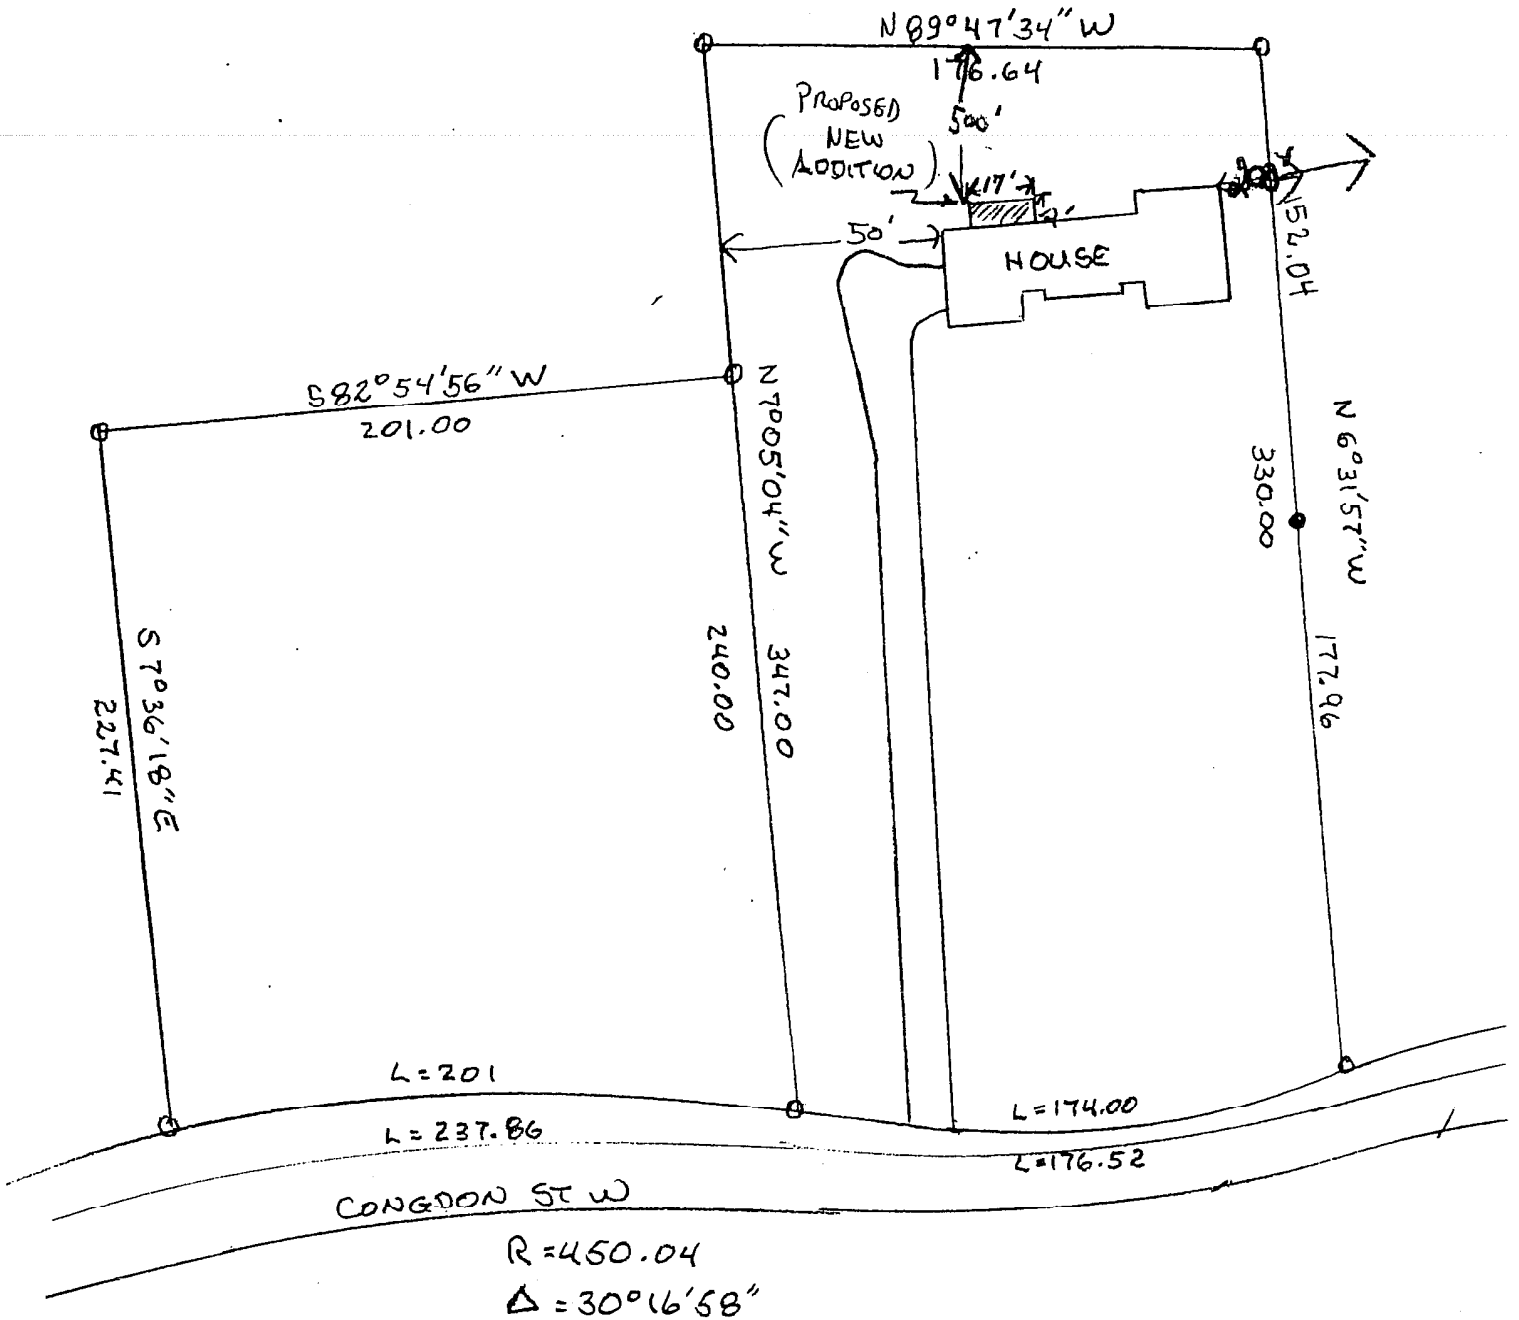 N 89°47'34" W
176.64
500'
(PROPOSED
NEW
ADDITION)
17'
50'
HOUSE
152.04
S 82°54'56" W
201.00
N 7°05'04" W 347.00
240.00
N 6°31'57" W
330.00
177.96
S 7°36'18" E
227.41
L = 201
L = 237.86
L = 174.00
L = 176.52
CONGDON ST W
R = 450.04
Δ = 30°16'58"